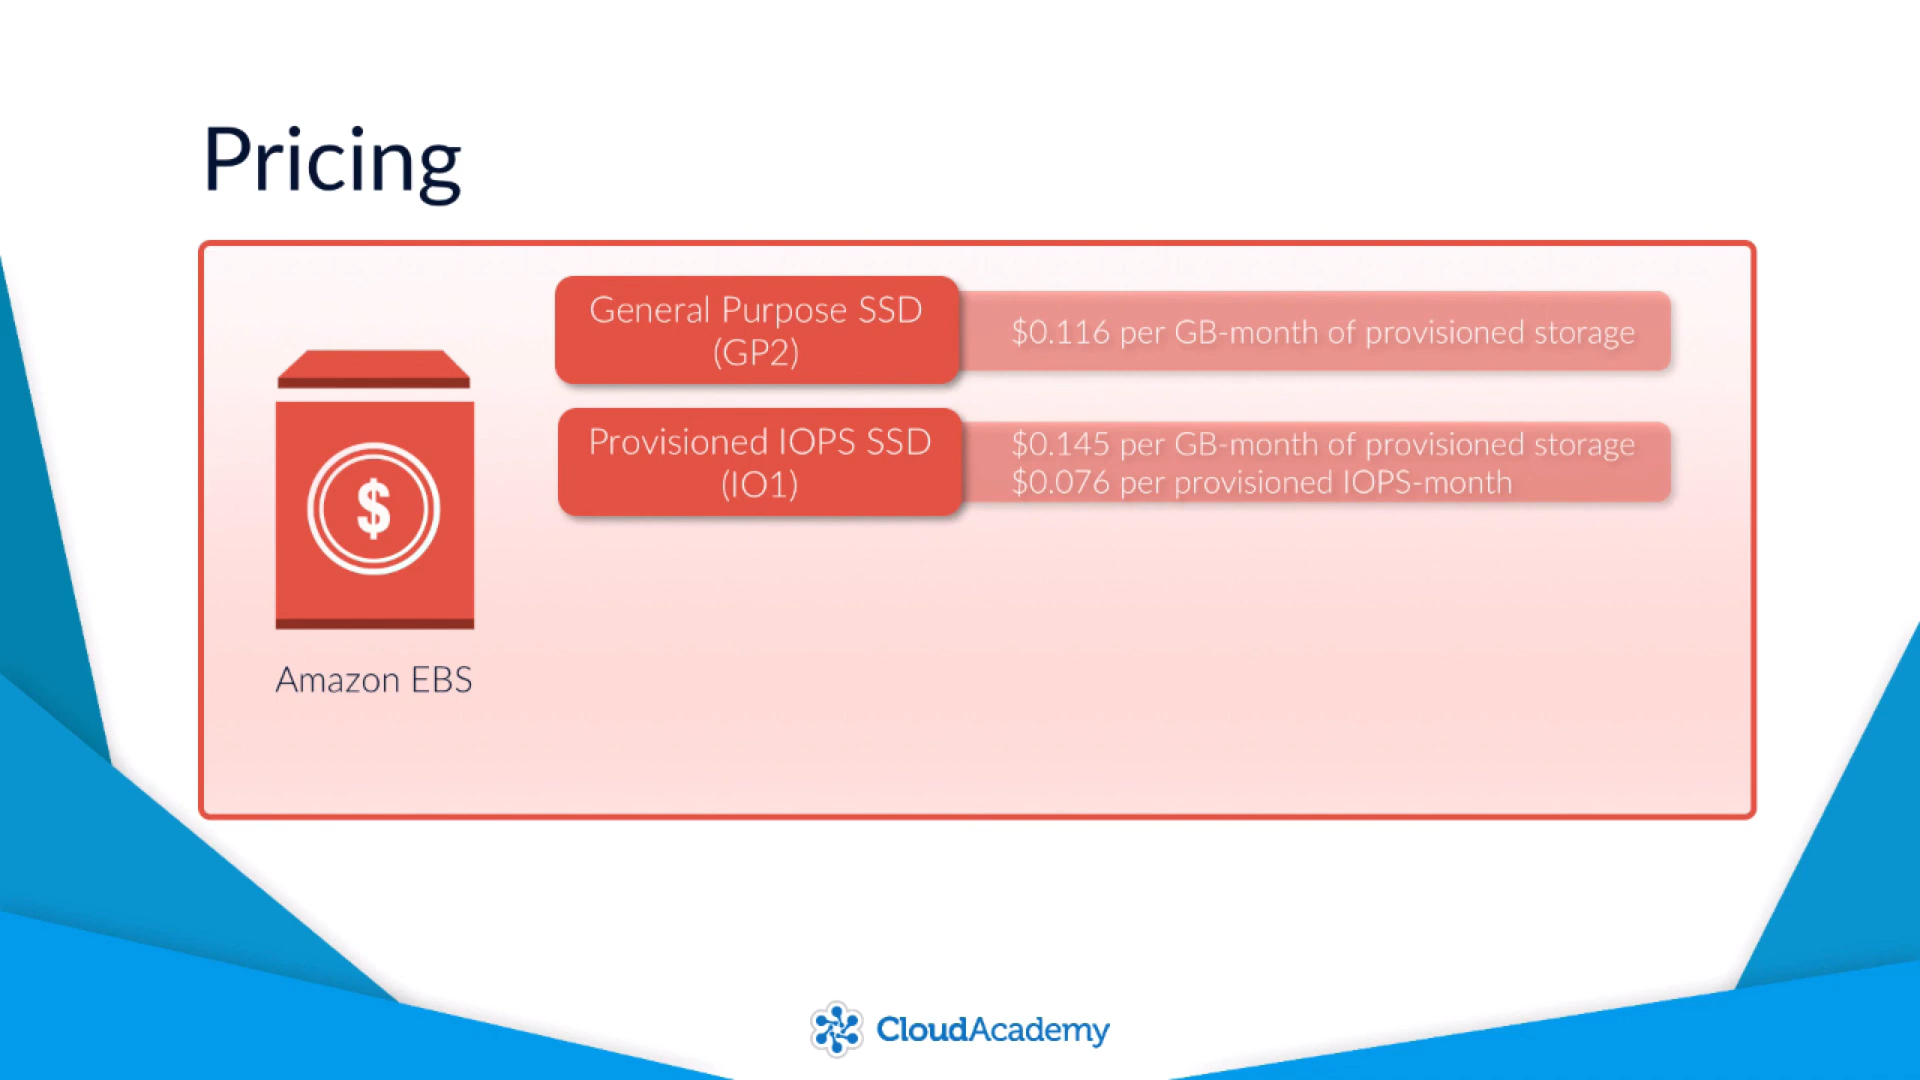 Pricing
General Purpose SSD
(GP2)
$0.116 per GB-month of provisioned storage
Provisioned IOPS SSD
(IO1)
$0.145 per GB-month of provisioned storage
$0.076 per provisioned IOPS-month
$
Amazon EBS
CloudAcademy